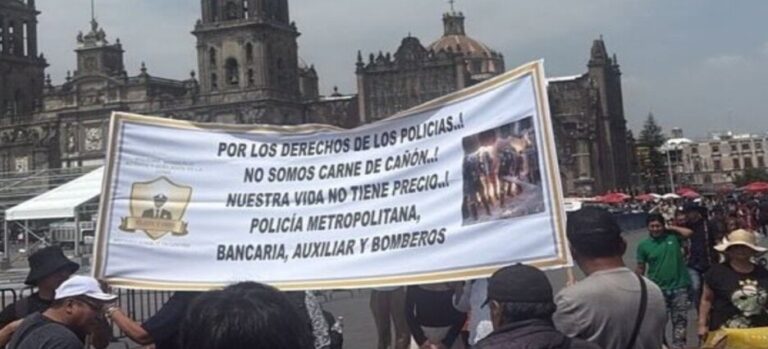 POR LOS DERECHOS DE LOS POLICIAS..!
NO SOMOS CARNE DE CAÑÓN..!
NUESTRA VIDA NO TIENE PRECIO..!
POLICÍA METROPOLITANA,
BANCARIA, AUXILIAR Y BOMBEROS